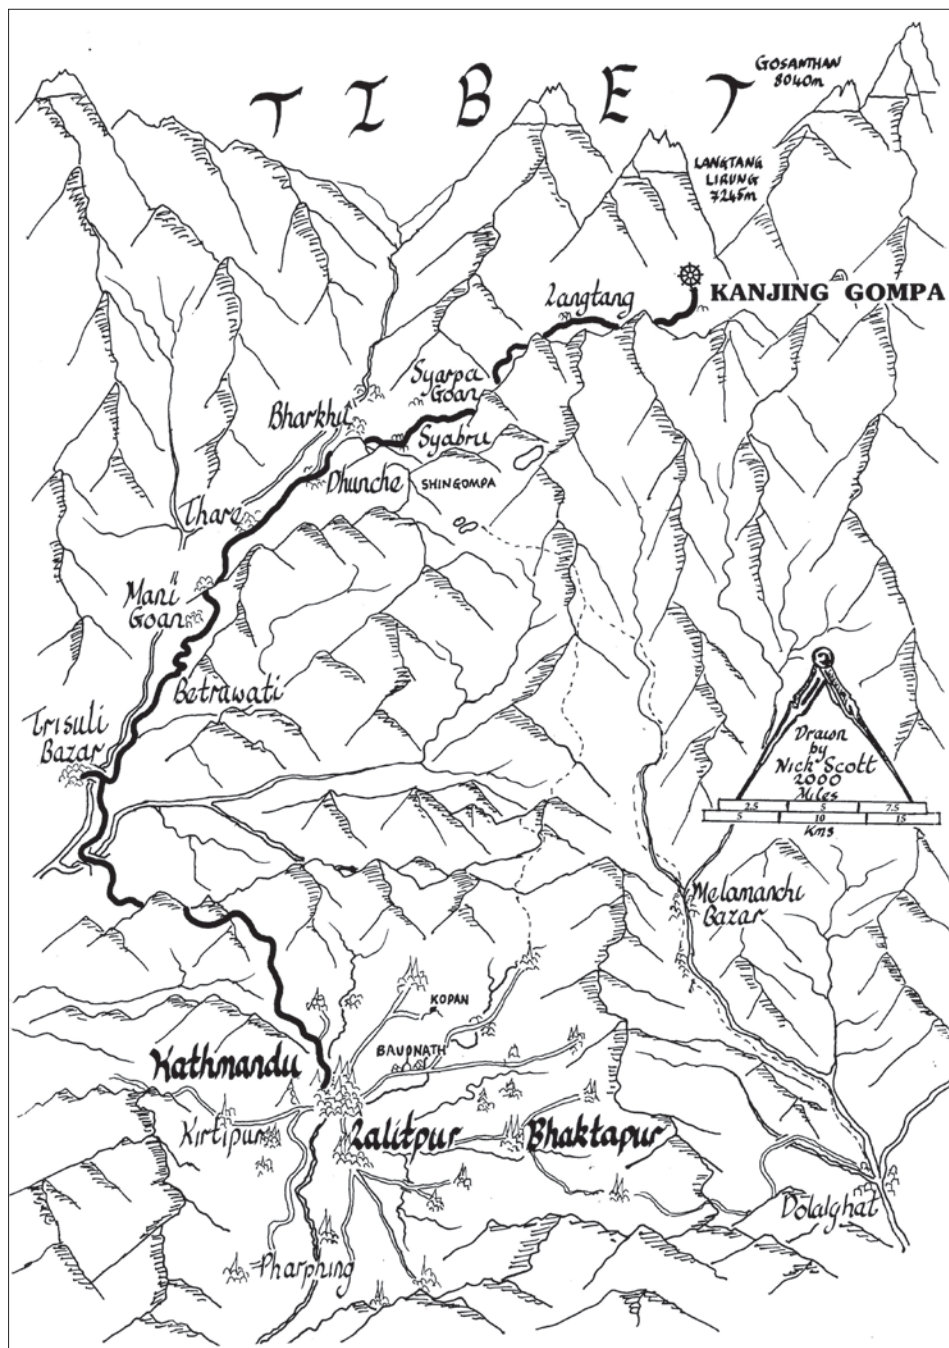 TIBET
GOSANTHAN
8040m
LANGTANG
LIRUNG
7245m
KANJING GOMPA
Langtang
Syarpa
Goan
Bharkhu
Syabru
Dhunche
SHINGOMPA
Thare
Mani
Goan
Betrawati
Trisuli
Bazar
Drawn
by
Nick Scott
2000
Miles
2.5 5 7.5
5 10 15
Kms
Melamanchi
Bazar
KOPAN
BAUDNATH
Kathmandu
Kirtipur
Lalitpur
Bhaktapur
Dolalghat
Pharphing